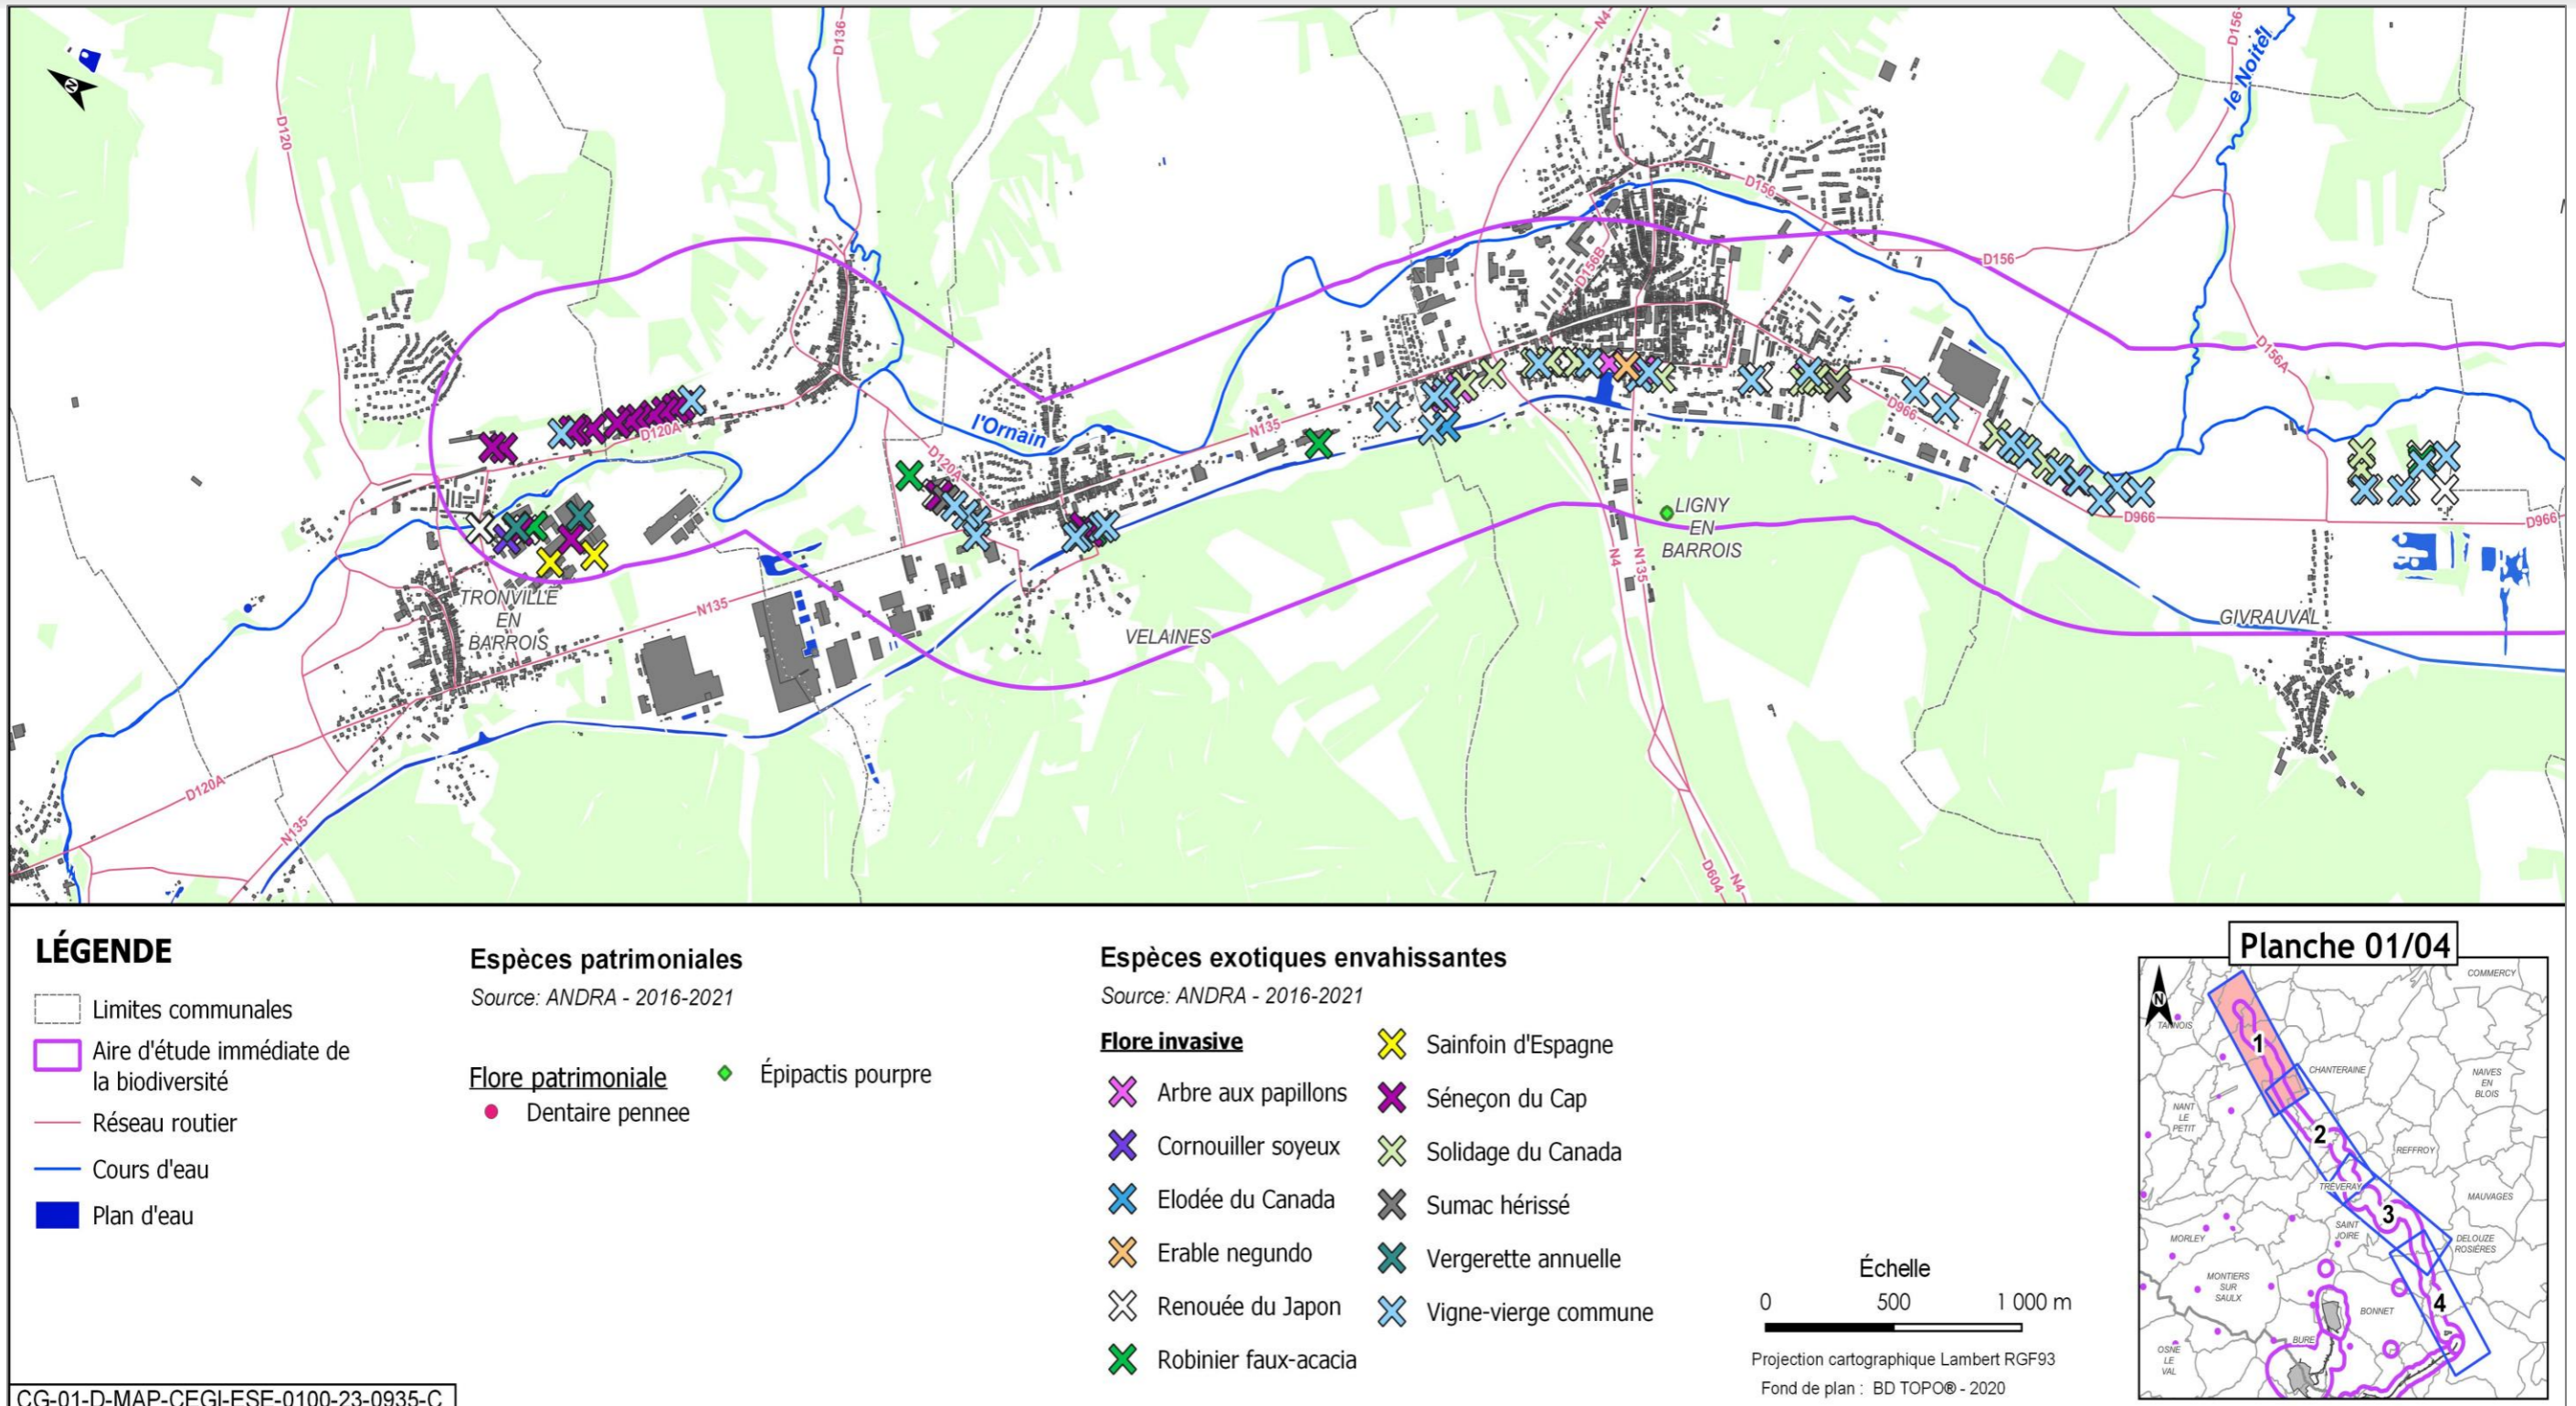 D120
D136
N4
D156
le Noitel
N
D156
D156B
D156
D156A
D120A
l'Ornain
N135
D120A
D966
D966
D966
LIGNY
EN
BARROIS
N4
N135
TRONVILLE
EN
BARROIS
N135
VELAINES
GIVRAUVAL
D120A
N135
D604
N4
LÉGENDE
Limites communales
Aire d'étude immédiate de
la biodiversité
Réseau routier
Cours d'eau
Plan d'eau
Espèces patrimoniales
Source: ANDRA - 2016-2021
Flore patrimoniale
Dentaire pennee
Épipactis pourpre
Espèces exotiques envahissantes
Source: ANDRA - 2016-2021
Flore invasive
Arbre aux papillons
Cornouiller soyeux
Elodée du Canada
Erable negundo
Renouée du Japon
Robinier faux-acacia
Sainfoin d'Espagne
Séneçon du Cap
Solidage du Canada
Sumac hérissé
Vergerette annuelle
Vigne-vierge commune
Échelle
0 500 1 000 m
Projection cartographique Lambert RGF93
Fond de plan : BD TOPO® - 2020
Planche 01/04
N
COMMERCY
TANNOIS
1
CHANTERAINE
NAIVES
EN
BLOIS
NANT
LE
PETIT
2
REFFROY
TRÉVERAY
MAUVAGES
3
SAINT
JOIRE
MORLEY
DELOUZE
ROSIÈRES
MONTIERS
SUR
SAULX
4
BONNET
BURE
OSNE
LE
VAL
CG-01-D-MAP-CEGI-ESE-0100-23-0935-C